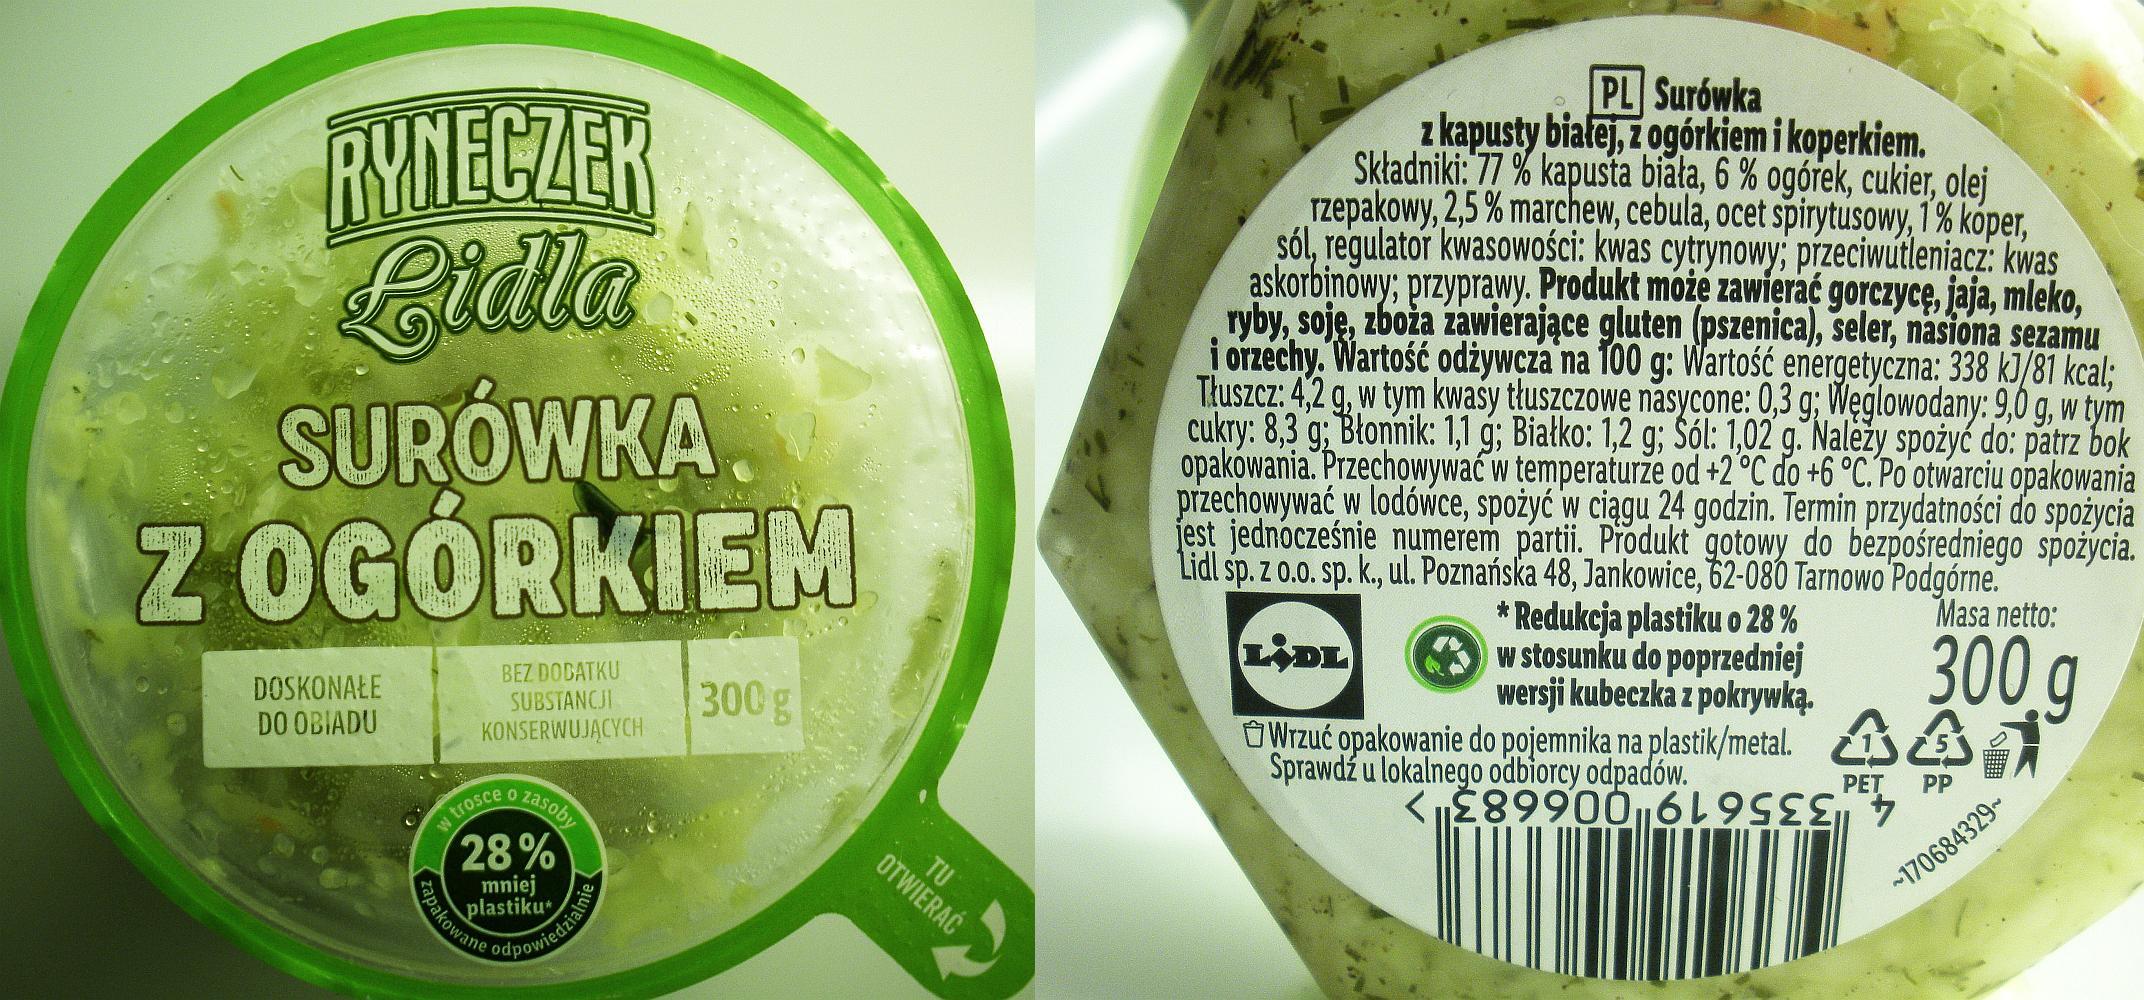 RYNECZEK
Lidla
SURÓWKA
Z OGÓRKIEM
DOSKONAŁE
DO OBIADU
BEZ DODATKU
SUBSTANCJI
KONSERWUJĄCYCH
300 g
w trosce o zasoby
28 %
mniej
plastiku*
zapakowane odpowiedzialnie
TU
OTWIERAĆ
PL Surówka
z kapusty białej, z ogórkiem i koperkiem.
Składniki: 77 % kapusta biała, 6 % ogórek, cukier, olej
rzepakowy, 2,5 % marchew, cebula, ocet spirytusowy, 1 % koper,
sól, regulator kwasowości: kwas cytrynowy; przeciwutleniacz: kwas
askorbinowy; przyprawy. Produkt może zawierać gorczycę, jaja, mleko,
ryby, soję, zboża zawierające gluten (pszenica), seler, nasiona sezamu
i orzechy. Wartość odżywcza na 100 g: Wartość energetyczna: 338 kJ/81 kcal;
Tłuszcz: 4,2 g, w tym kwasy tłuszczowe nasycone: 0,3 g; Węglowodany: 9,0 g, w tym
cukry: 8,3 g; Błonnik: 1,1 g; Białko: 1,2 g; Sól: 1,02 g. Należy spożyć do: patrz bok
opakowania. Przechowywać w temperaturze od +2 °C do +6 °C. Po otwarciu opakowania
przechowywać w lodówce, spożyć w ciągu 24 godzin. Termin przydatności do spożycia
jest jednocześnie numerem partii. Produkt gotowy do bezpośredniego spożycia.
Lidl sp. z o.o. sp. k., ul. Poznańska 48, Jankowice, 62-080 Tarnowo Podgórne.
LIDL
* Redukcja plastiku o 28 %
w stosunku do poprzedniej
wersji kubeczka z pokrywką.
Masa netto:
300 g
Wrzuć opakowanie do pojemnika na plastik/metal.
Sprawdź u lokalnego odbiorcy odpadów.
1
PET
5
PP
4 335619 006683 >
~170684329~